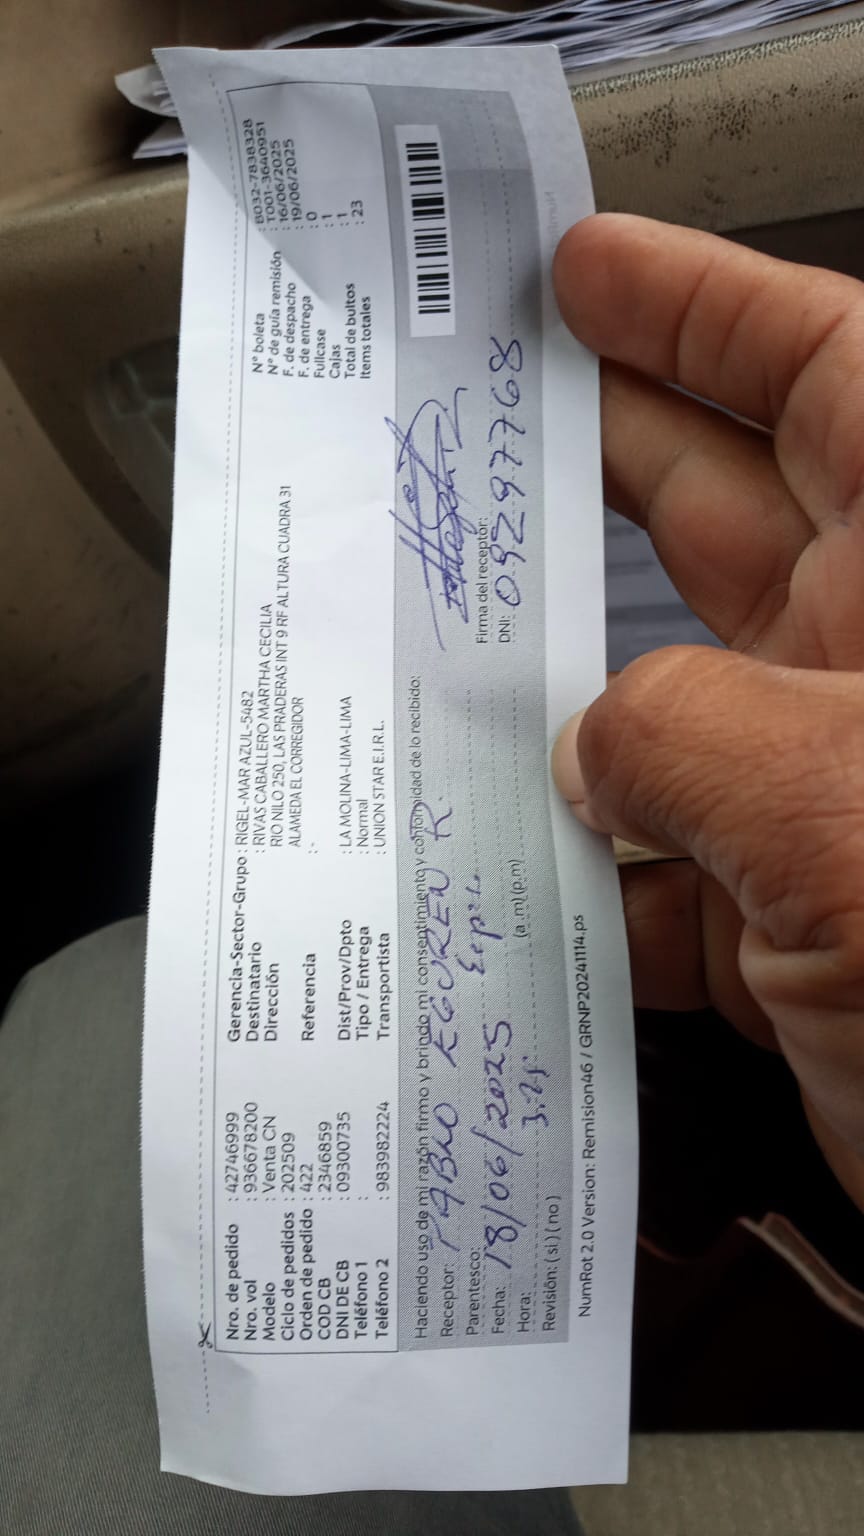 Nro. de pedido : 42746999
Nro. vol : 936678200
Modelo : Venta CN
Ciclo de pedidos : 202509
Orden de pedido : 422
COD CB : 2346859
DNI DE CB : 09300735
Teléfono 1 :
Teléfono 2 : 983982224
Gerencia-Sector-Grupo : RIGEL-MAR AZUL-5482
Destinatario : RIVAS CABALLERO MARTHA CECILIA
Dirección RIO NILO 250, LAS PRADERAS INT 9 RF ALTURA CUADRA 31
ALAMEDA EL CORREGIDOR
Referencia : -
Dist/Prov/Dpto : LA MOLINA-LIMA-LIMA
Tipo / Entrega : Normal
Transportista : UNION STAR E.I.R.L.
N° boleta : B032-7838328
N° de guía remisión : T001-3640951
F. de despacho : 16/06/2025
F. de entrega : 19/06/2025
Fullcase : 0
Cajas : 1
Total de bultos : 1
Items totales : 23
Haciendo uso de mi razón firmo y brindo mi consentimiento y conformidad de lo recibido:
Receptor: PABLO EGUREN R.
Parentesco:
Fecha: 18/06/2025
Hora: 3:25 (a.m) (p.m)
Revisión: ( si ) ( no )
Firma del receptor:
DNI: 09297768
NumRot 2.0 Version: Remision46 / GRNP20241114.ps